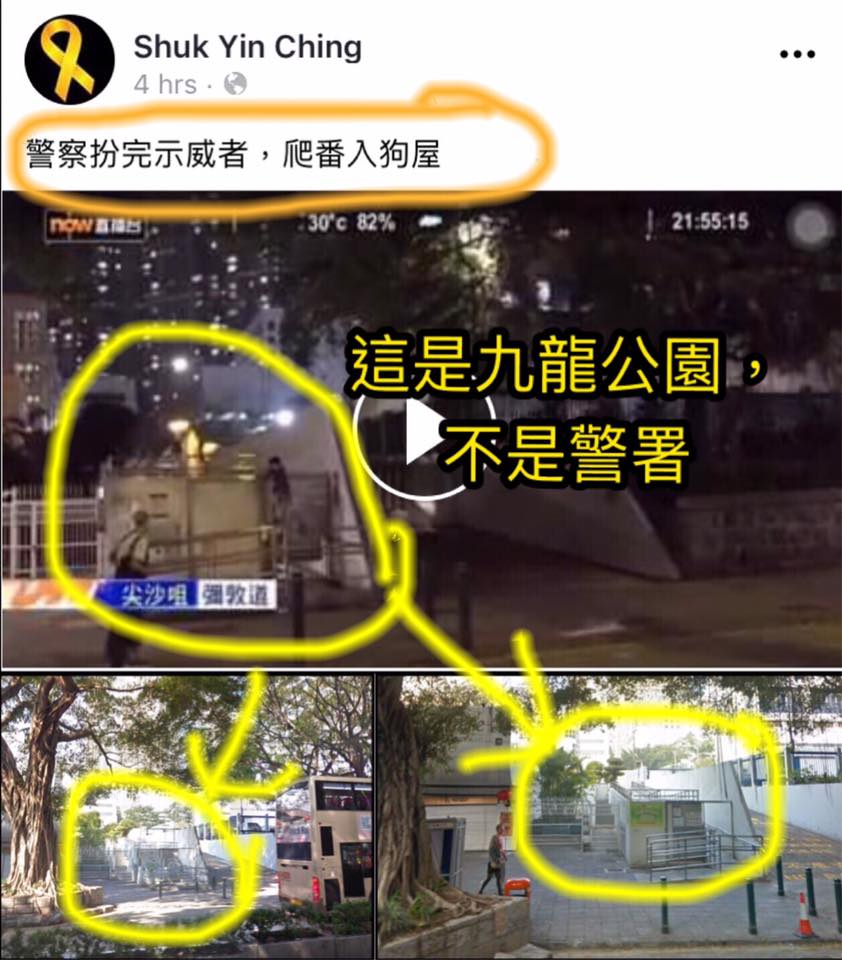 Shuk Yin Ching
4 hrs ·
警察扮完示威者，爬番入狗屋
now 直播台
30°c 82%
21:55:15
這是九龍公園，
不是警署
尖沙咀 彌敦道